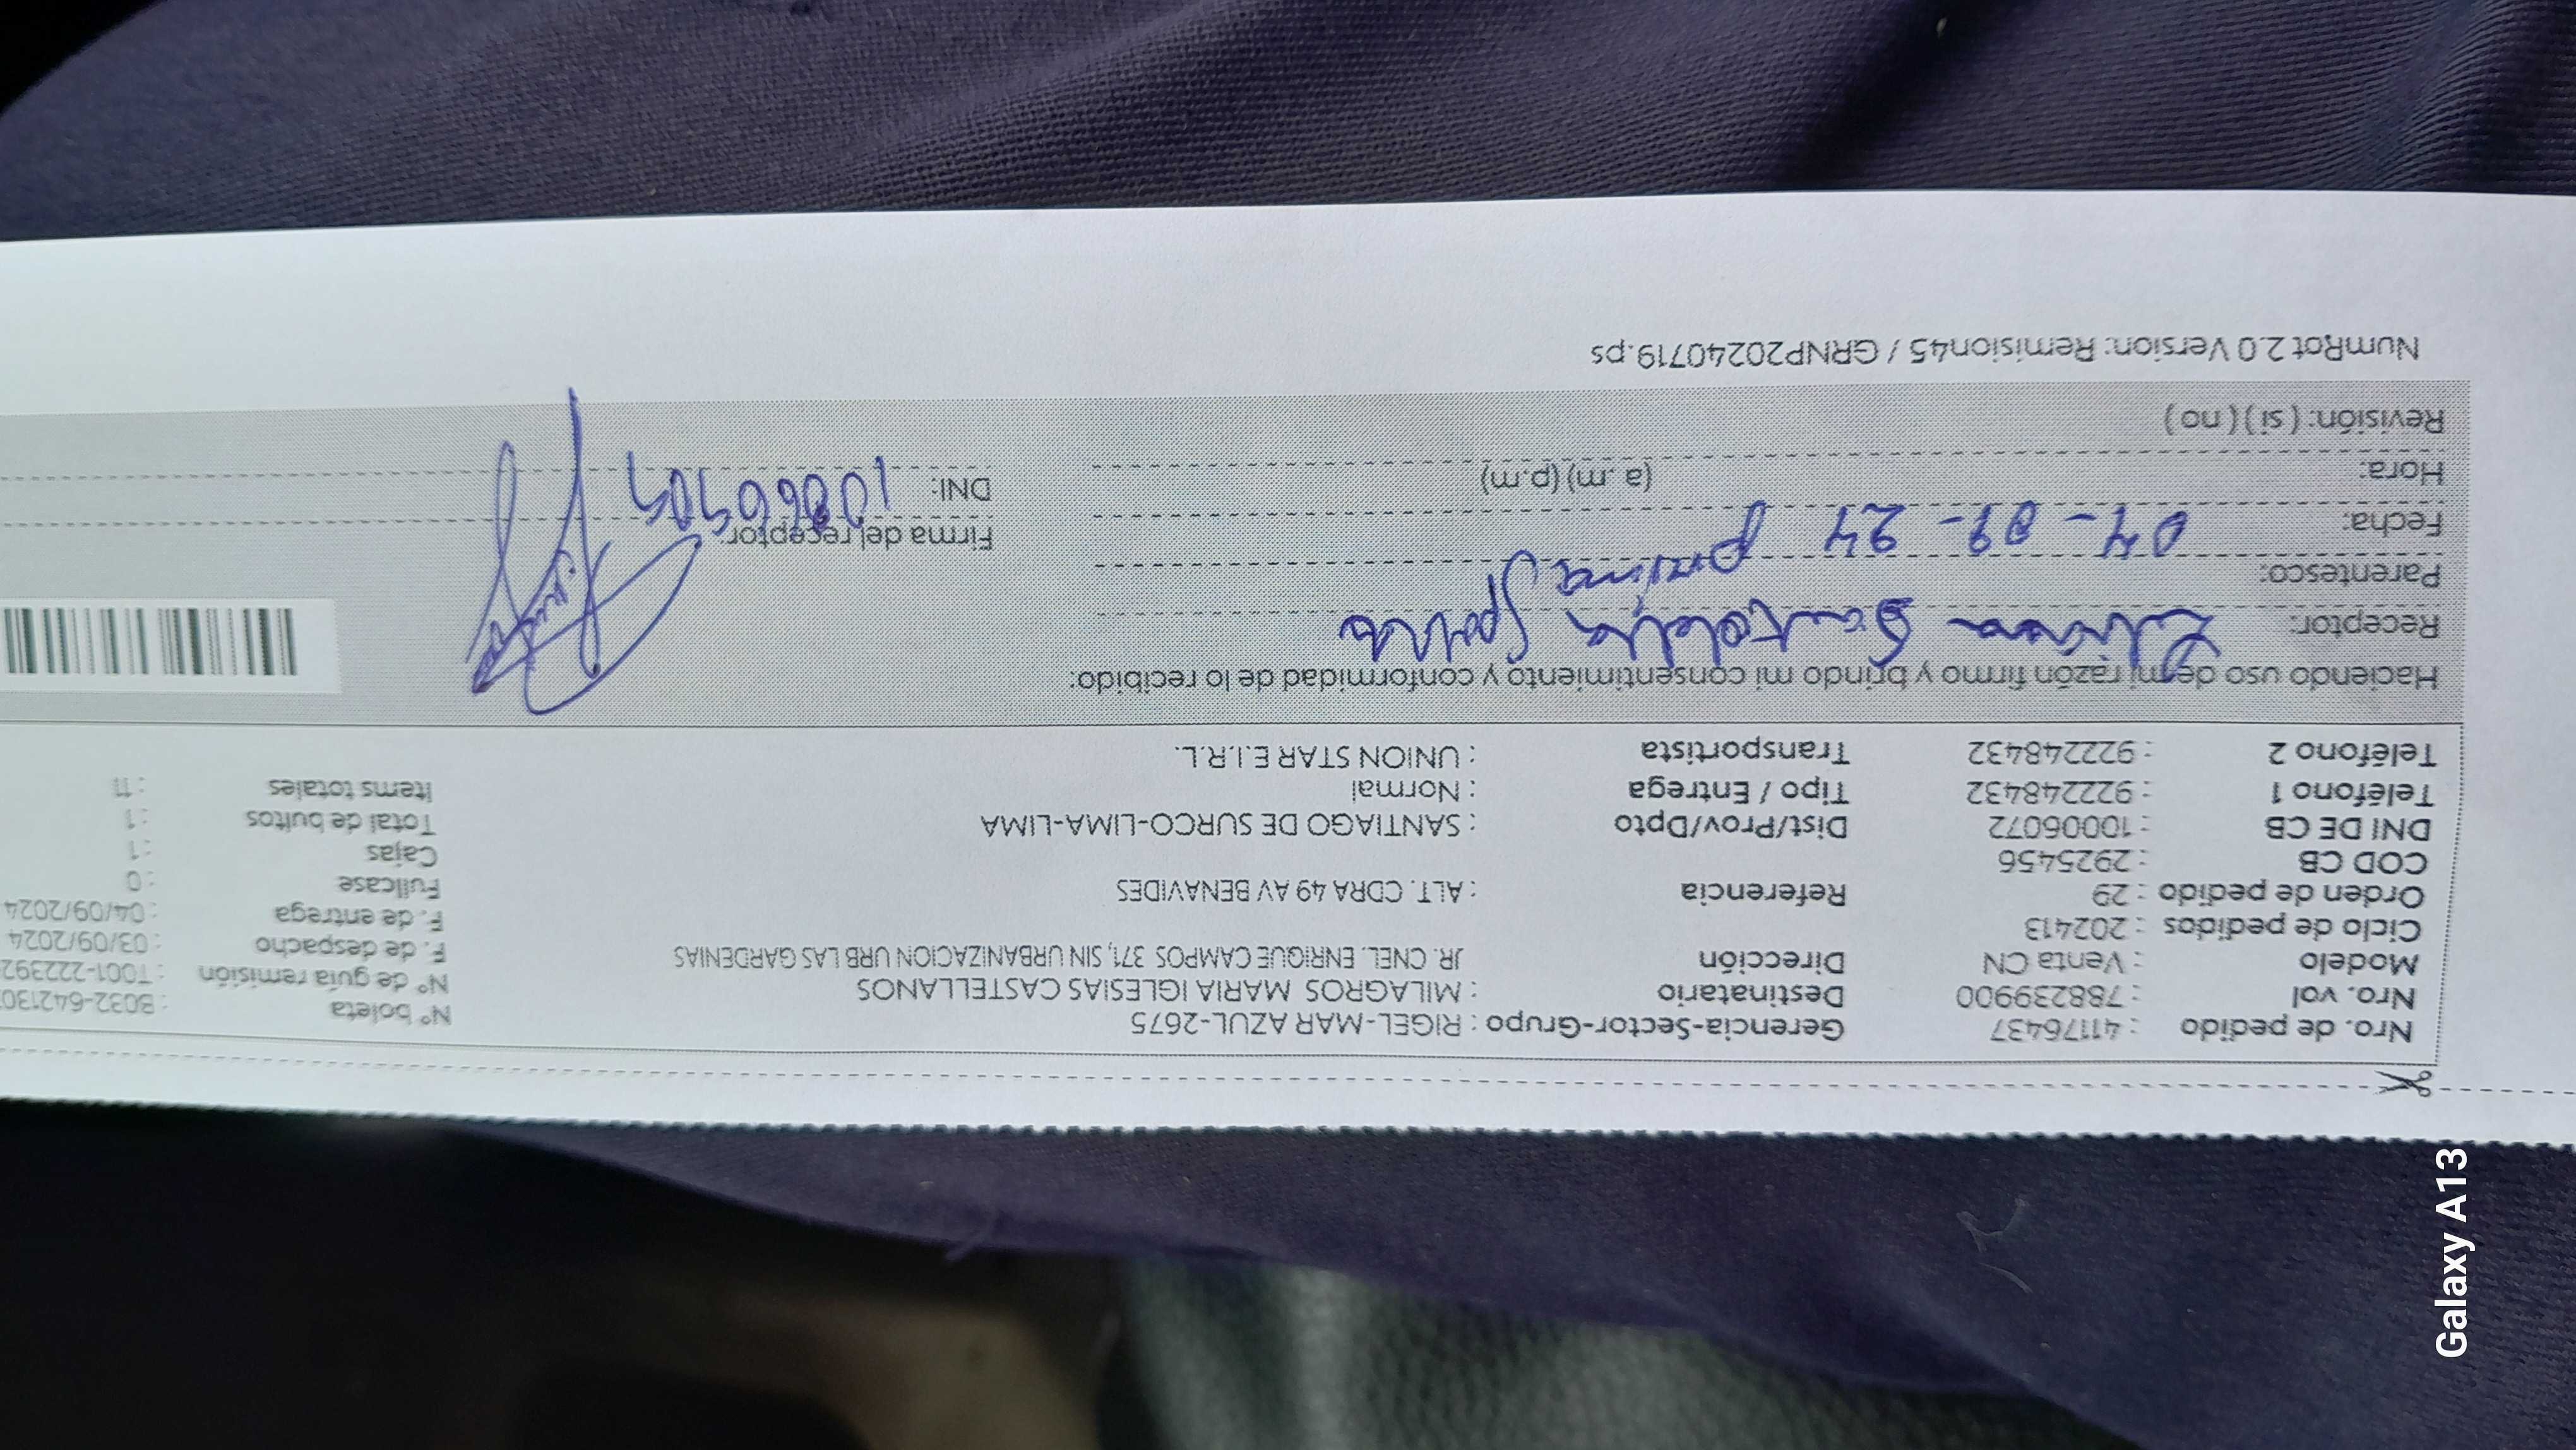 Nro. de pedido : 41176437 Gerencia-Sector-Grupo : RIGEL-MAR AZUL-2675 N° boleta : B032-642130
Nro. vol : 788239900 Destinatario : MILAGROS MARIA IGLESIAS CASTELLANOS N° de guía remisión : T001-222392
Modelo : Venta CN Dirección JR. CNEL. ENRIQUE CAMPOS 371, SIN URBANIZACION URB LAS GARDENIAS F. de despacho : 03/09/2024
Ciclo de pedidos : 202413 F. de entrega : 04/09/2024
Orden de pedido : 29 Referencia : ALT. CDRA 49 AV BENAVIDES Fullcase : 0
COD CB : 2925456 Cajas : 1
DNI DE CB : 10006072 Dist/Prov/Dpto : SANTIAGO DE SURCO-LIMA-LIMA Total de bultos : 1
Teléfono 1 : 922248432 Tipo / Entrega : Normal Items totales : 11
Teléfono 2 : 922248432 Transportista : UNION STAR E.I.R.L.
Haciendo uso de mi razón firmo y brindo mi consentimiento y conformidad de lo recibido:
Receptor:
Parentesco: prima
Fecha: 04-09-24 Firma del receptor:
Hora: (a .m) (p.m) DNI:
Revisión: ( si ) ( no )
NumRot 2.0 Version: Remision45 / GRNP20240719.ps
Galaxy A13